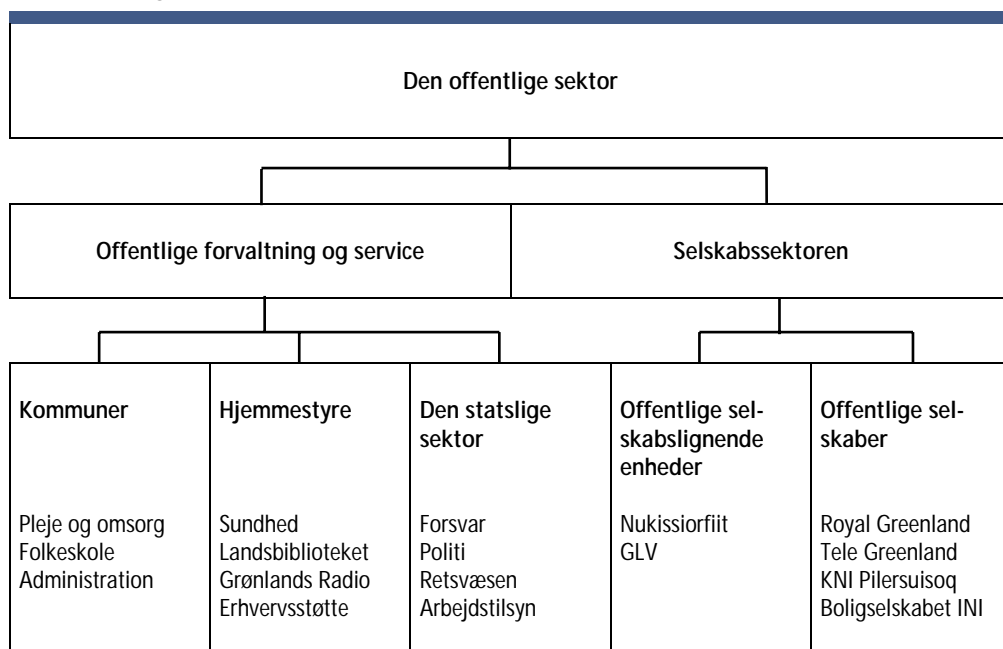 Den offentlige sektor
Offentlige forvaltning og service
Selskabssektoren
Kommuner
Pleje og omsorg
Folkeskole
Administration
Hjemmestyre
Sundhed
Landsbiblioteket
Grønlands Radio
Erhvervsstøtte
Den statslige
sektor
Forsvar
Politi
Retsvæsen
Arbejdstilsyn
Offentlige sel-
skabslignende
enheder
Nukissiorfiit
GLV
Offentlige sel-
skaber
Royal Greenland
Tele Greenland
KNI Pilersuisoq
Boligselskabet INI